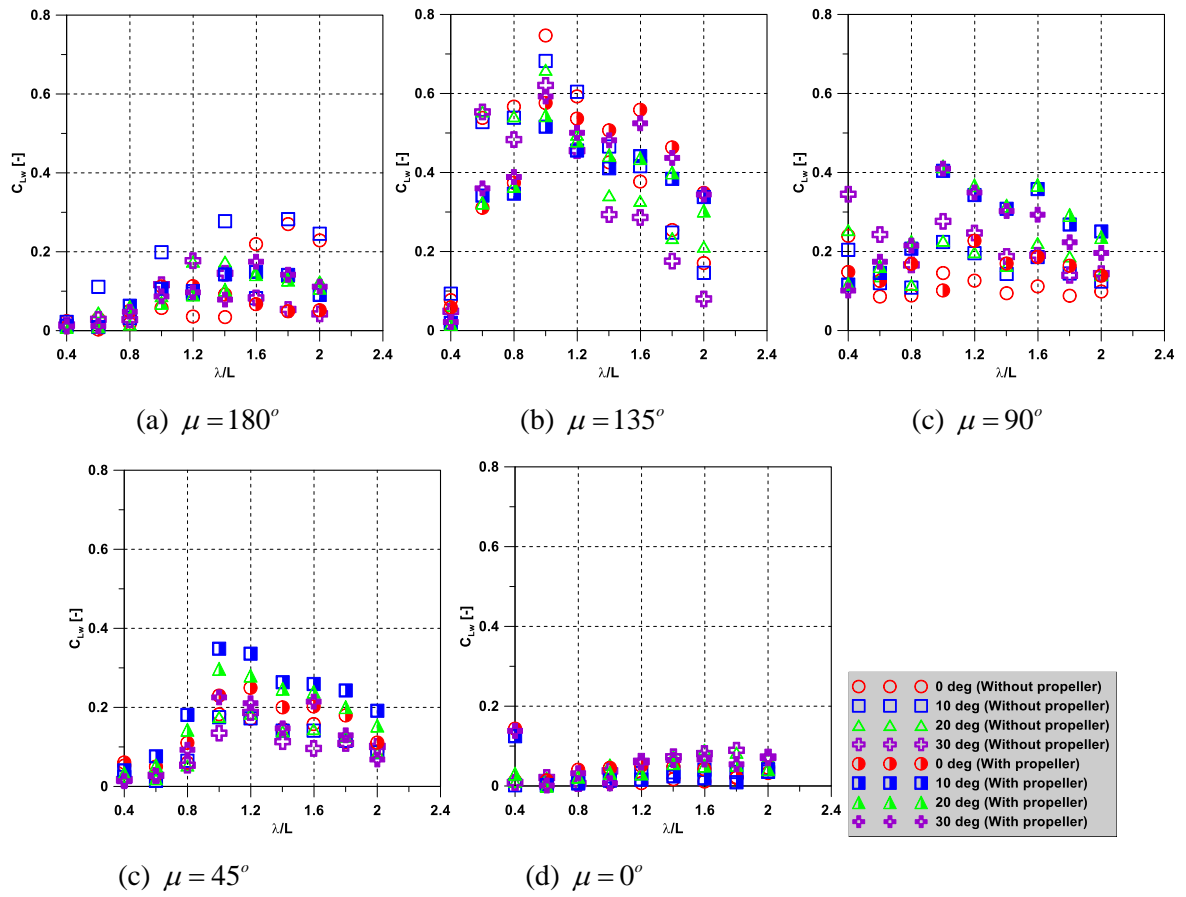 0.8
0.6
0.4
0.2
0
C_Lw [-]
0.4 0.8 1.2 1.6 2 2.4
λ/L
(a) μ = 180°
0.8
0.6
0.4
0.2
0
C_Lw [-]
0.4 0.8 1.2 1.6 2 2.4
λ/L
(b) μ = 135°
0.8
0.6
0.4
0.2
0
C_Lw [-]
0.4 0.8 1.2 1.6 2 2.4
λ/L
(c) μ = 90°
0.8
0.6
0.4
0.2
0
C_Lw [-]
0.4 0.8 1.2 1.6 2 2.4
λ/L
(c) μ = 45°
0.8
0.6
0.4
0.2
0
C_Lw [-]
0.4 0.8 1.2 1.6 2 2.4
λ/L
(d) μ = 0°
0 deg (Without propeller)
10 deg (Without propeller)
20 deg (Without propeller)
30 deg (Without propeller)
0 deg (With propeller)
10 deg (With propeller)
20 deg (With propeller)
30 deg (With propeller)